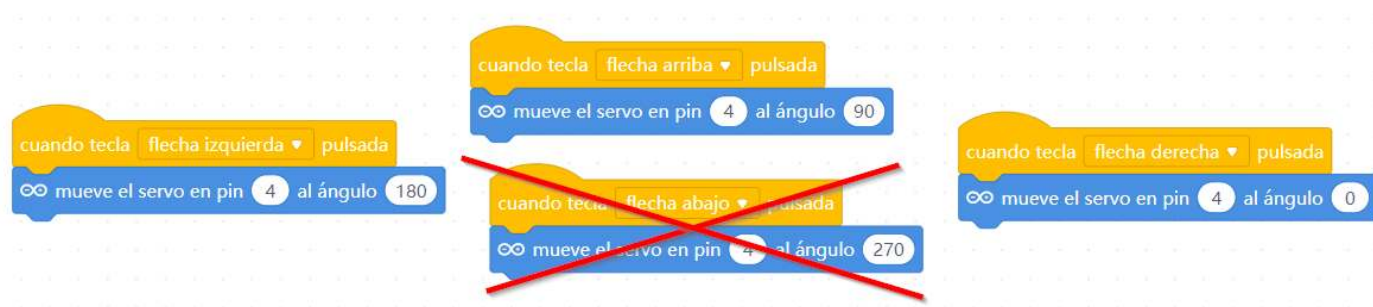 cuando tecla flecha izquierda pulsada
mueve el servo en pin 4 al ángulo 180
cuando tecla flecha arriba pulsada
mueve el servo en pin 4 al ángulo 90
cuando tecla flecha abajo pulsada
mueve el servo en pin 4 al ángulo 270
cuando tecla flecha derecha pulsada
mueve el servo en pin 4 al ángulo 0